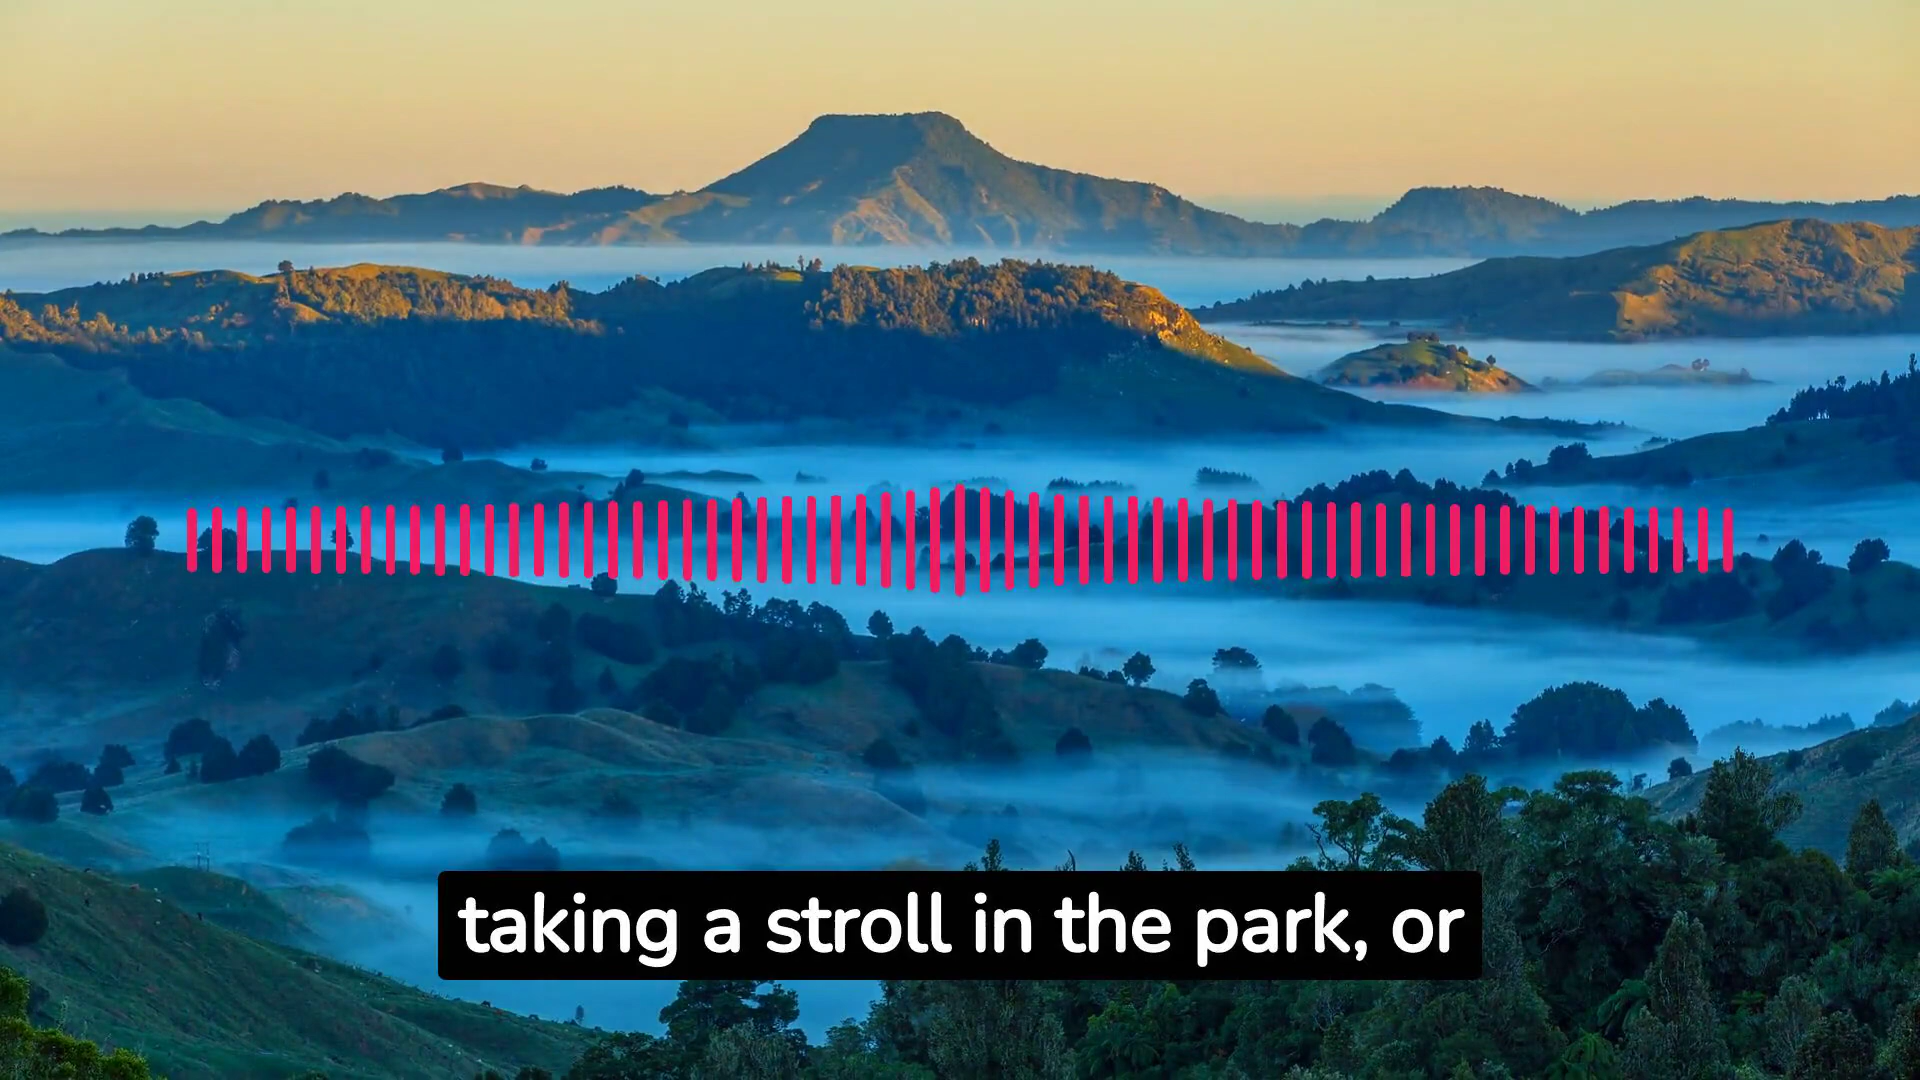 taking a stroll in the park, or